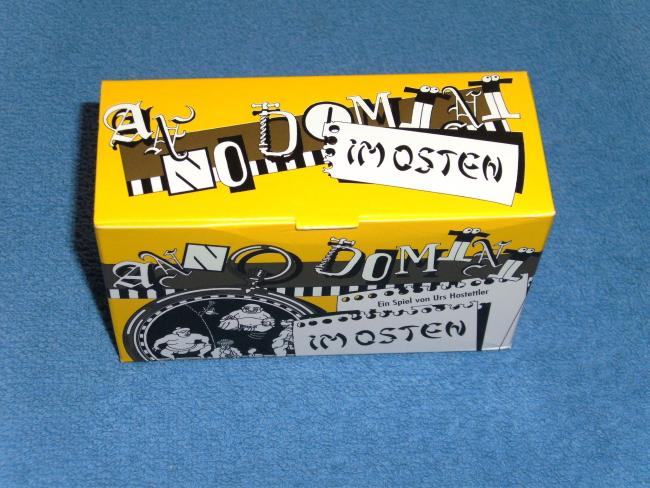 ANNO DOMINI
IM OSTEN
ANNO DOMINI
Ein Spiel von Urs Hostettler
IM OSTEN